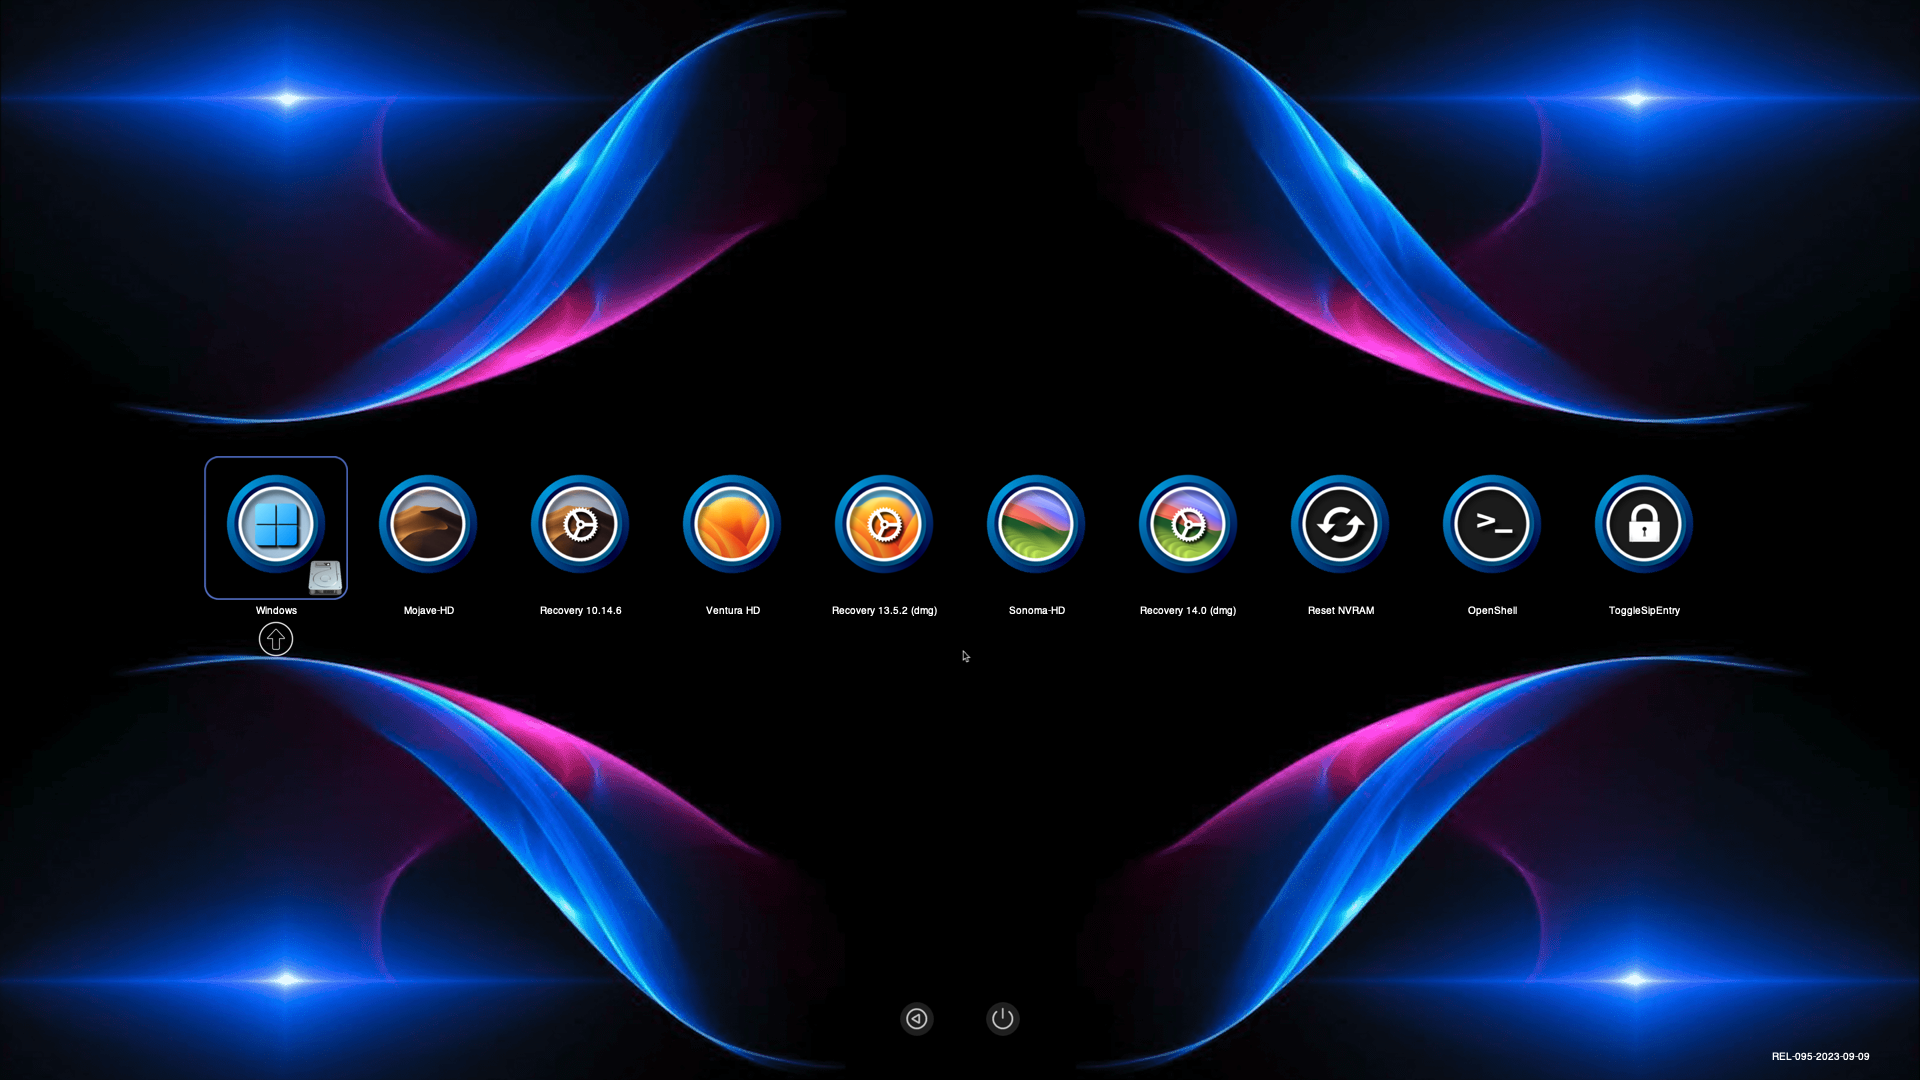 Windows
Mojave-HD
Recovery 10.14.6
Ventura HD
Recovery 13.5.2 (dmg)
Sonoma-HD
Recovery 14.0 (dmg)
Reset NVRAM
OpenShell
ToggleSipEntry
REL-095-2023-09-09